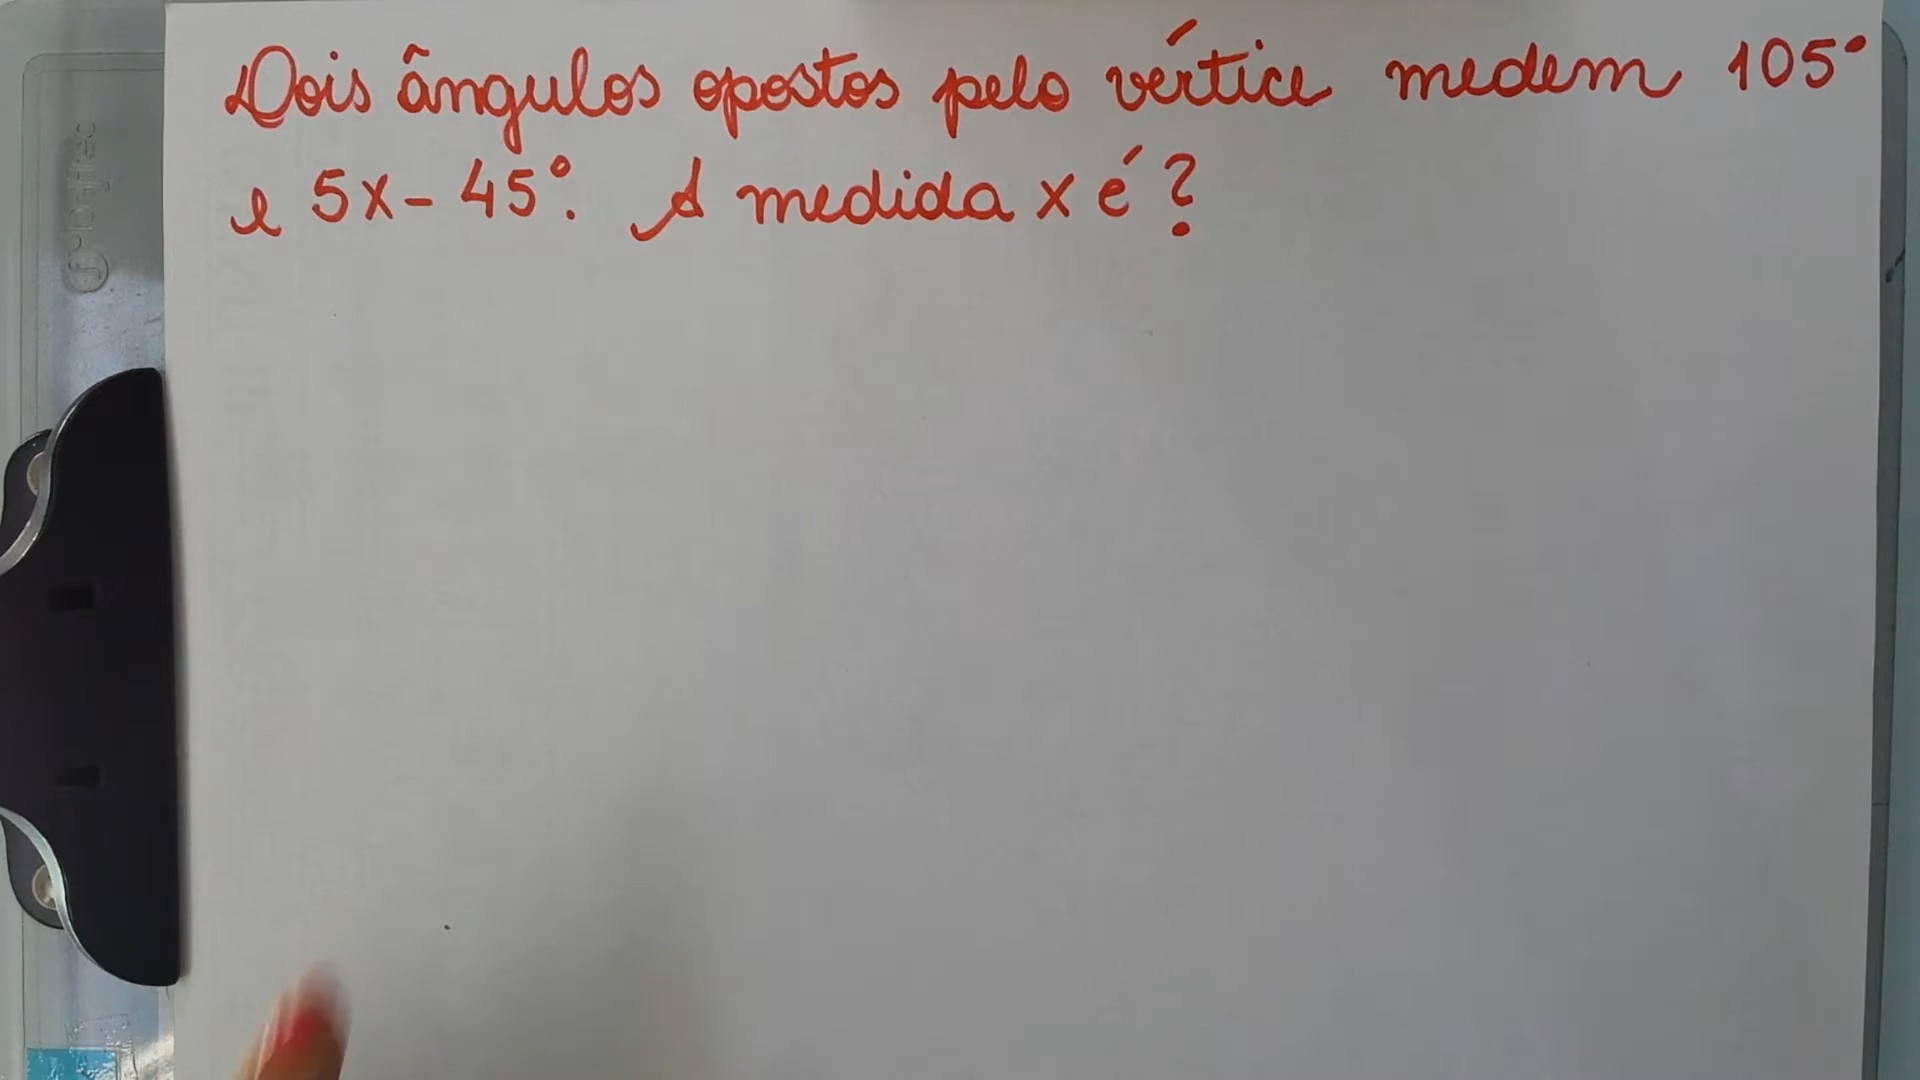 Dois ângulos opostos pelo vértice medem 105°
e 5x - 45°. A medida x é?